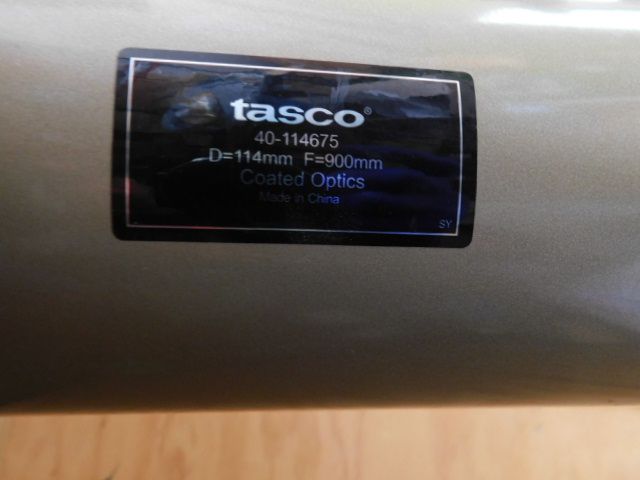 tasco®
40-114675
D=114mm F=900mm
Coated Optics
Made in China
SY